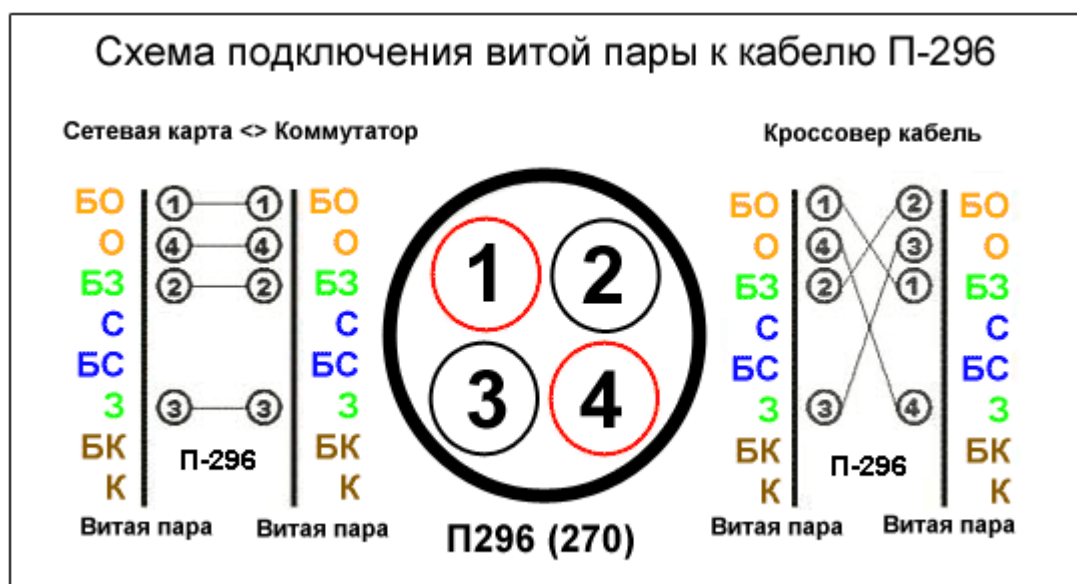 Схема подключения витой пары к кабелю П-296
Сетевая карта <> Коммутатор
БО 1 1 БО
О 4 4 О
БЗ 2 2 БЗ
С С
БС БС
З 3 3 З
БК П-296 БК
К К
Витая пара Витая пара
1 2
3 4
П296 (270)
Кроссовер кабель
БО 1 2 БО
О 4 3 О
БЗ 2 1 БЗ
С С
БС БС
З 3 4 З
БК П-296 БК
К К
Витая пара Витая пара